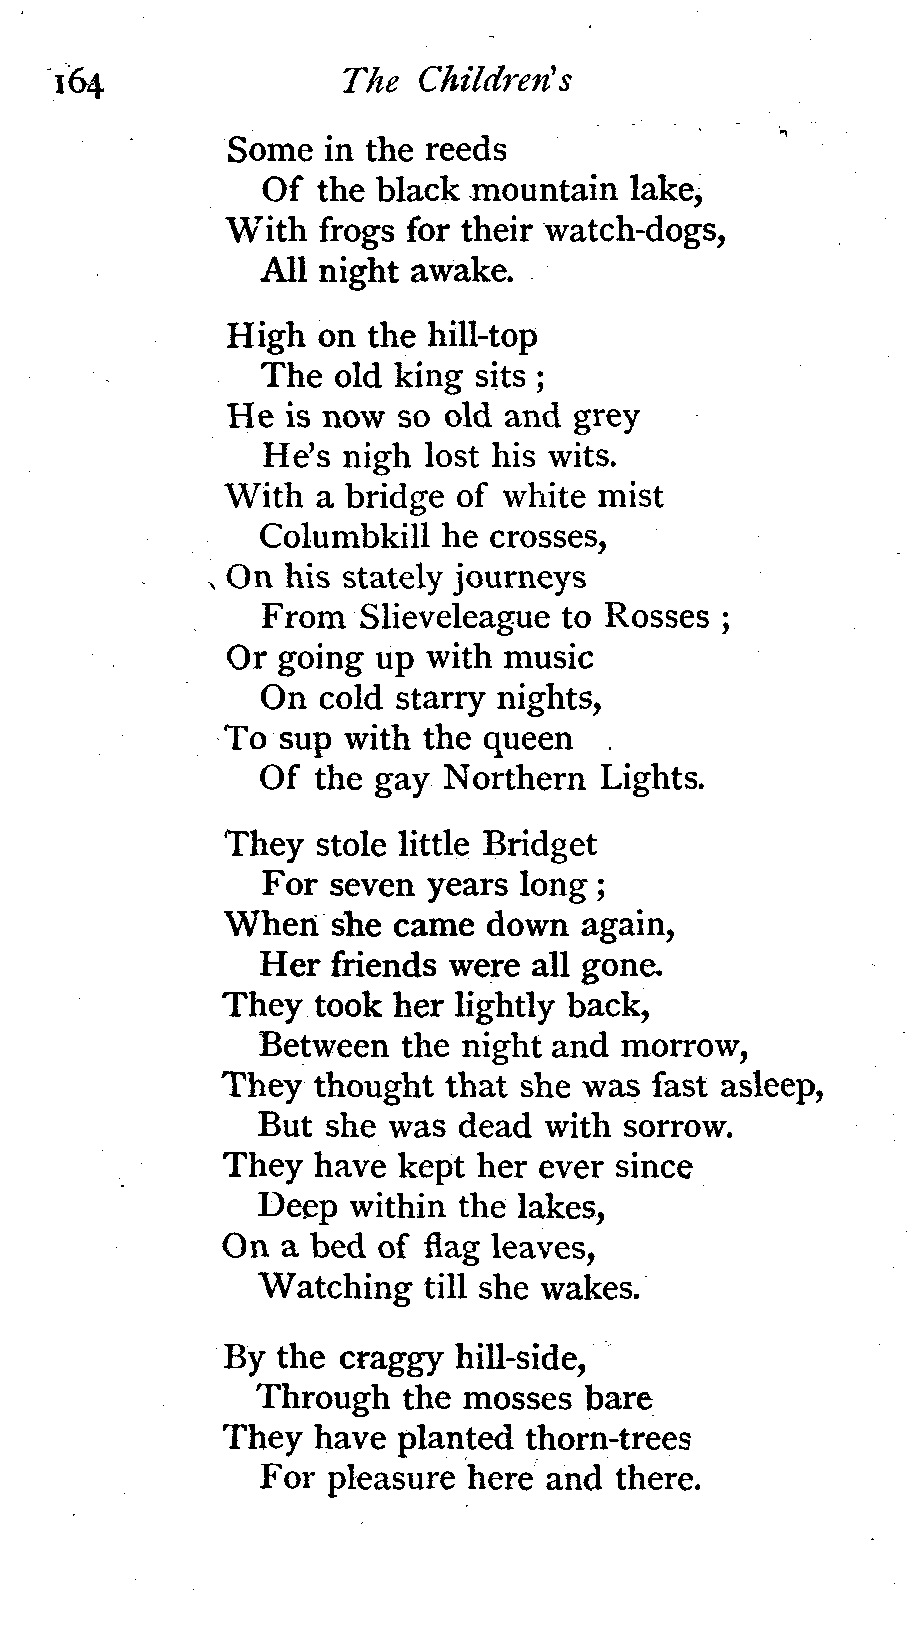 164 The Children's
Some in the reeds
Of the black mountain lake,
With frogs for their watch-dogs,
All night awake.
High on the hill-top
The old king sits ;
He is now so old and grey
He's nigh lost his wits.
With a bridge of white mist
Columbkill he crosses,
On his stately journeys
From Slieveleague to Rosses ;
Or going up with music
On cold starry nights,
To sup with the queen
Of the gay Northern Lights.
They stole little Bridget
For seven years long ;
When she came down again,
Her friends were all gone.
They took her lightly back,
Between the night and morrow,
They thought that she was fast asleep,
But she was dead with sorrow.
They have kept her ever since
Deep within the lakes,
On a bed of flag leaves,
Watching till she wakes.
By the craggy hill-side,
Through the mosses bare
They have planted thorn-trees
For pleasure here and there.